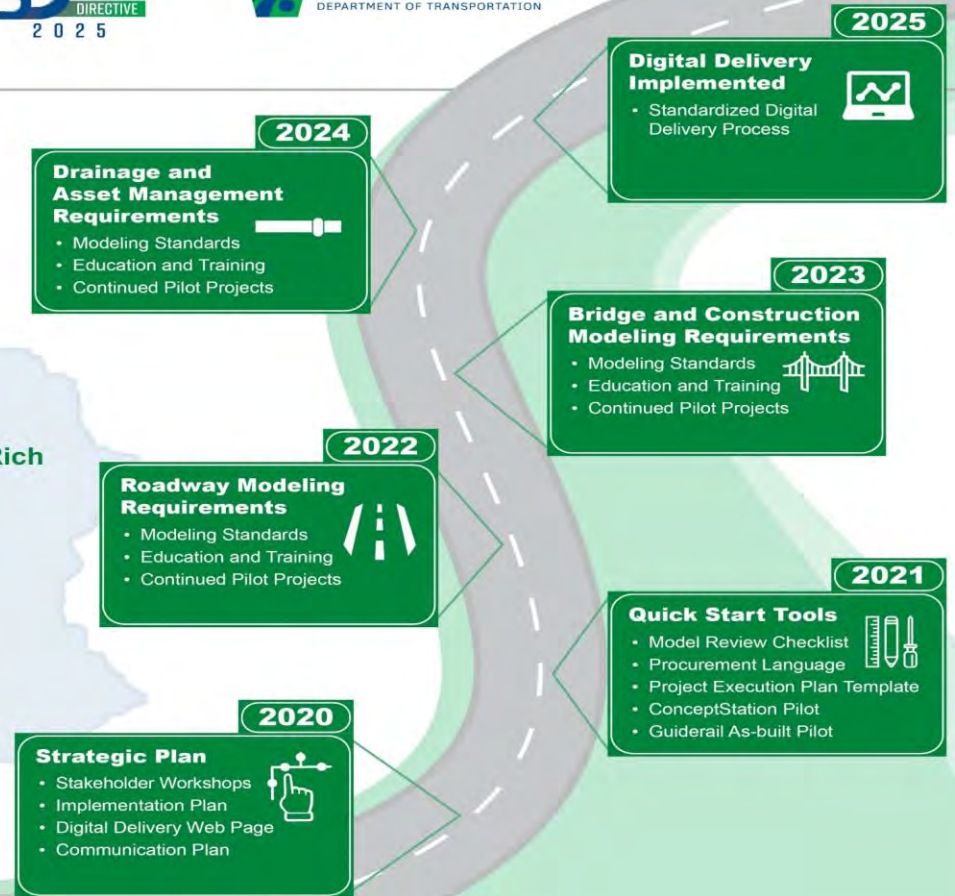 DIRECTIVE
2025
DEPARTMENT OF TRANSPORTATION
2025
Digital Delivery
Implemented
• Standardized Digital
Delivery Process
2024
Drainage and
Asset Management
Requirements
• Modeling Standards
• Education and Training
• Continued Pilot Projects
2023
Bridge and Construction
Modeling Requirements
• Modeling Standards
• Education and Training
• Continued Pilot Projects
2022
Roadway Modeling
Requirements
• Modeling Standards
• Education and Training
• Continued Pilot Projects
2021
Quick Start Tools
• Model Review Checklist
• Procurement Language
• Project Execution Plan Template
• ConceptStation Pilot
• Guiderail As-built Pilot
2020
Strategic Plan
• Stakeholder Workshops
• Implementation Plan
• Digital Delivery Web Page
• Communication Plan